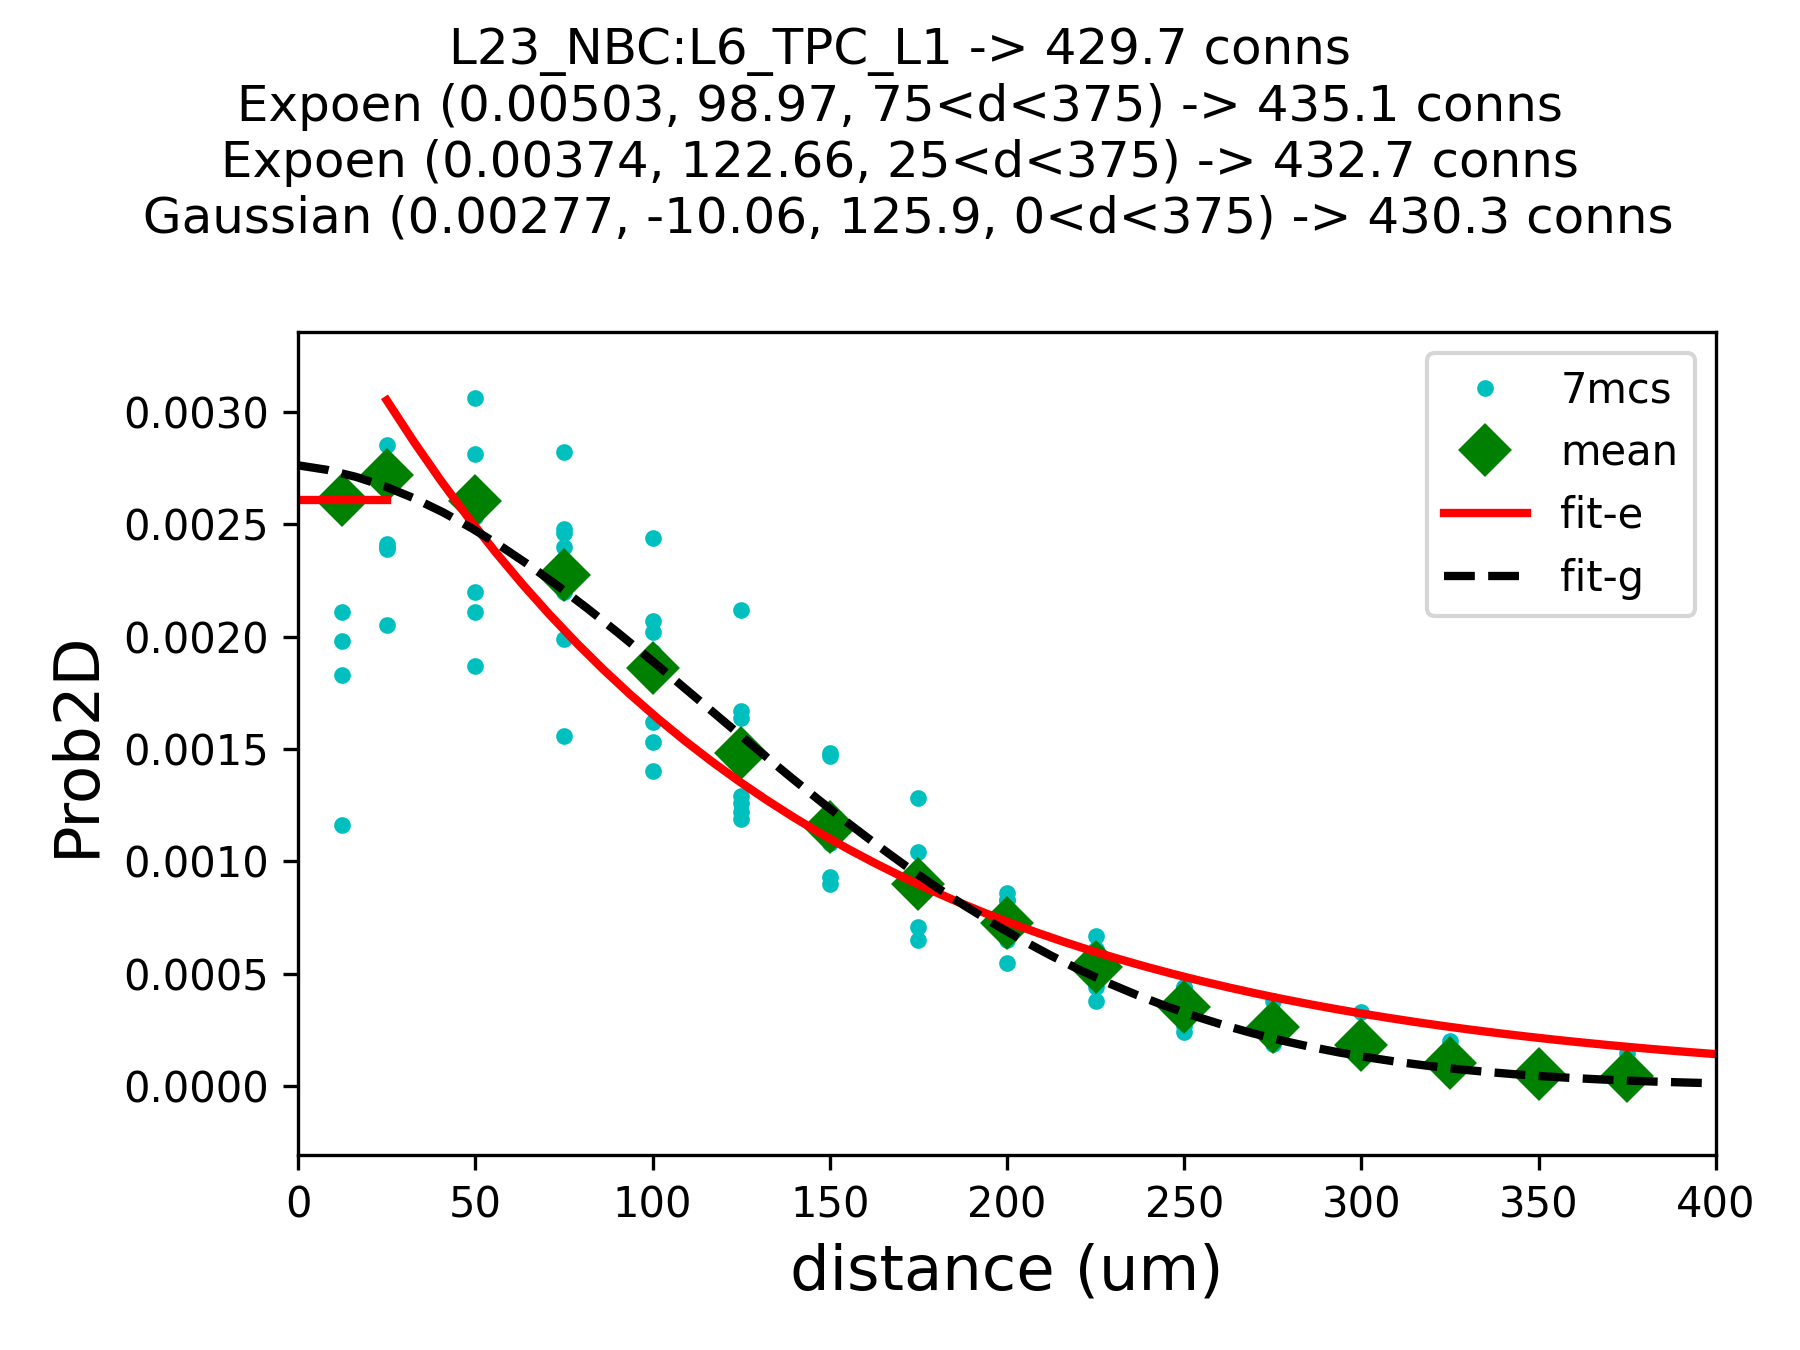 L23_NBC:L6_TPC_L1 -> 429.7 conns
Expoen (0.00503, 98.97, 75<d<375) -> 435.1 conns
Expoen (0.00374, 122.66, 25<d<375) -> 432.7 conns
Gaussian (0.00277, -10.06, 125.9, 0<d<375) -> 430.3 conns
7mcs
mean
fit-e
fit-g
Prob2D
0.0030
0.0025
0.0020
0.0015
0.0010
0.0005
0.0000
0 50 100 150 200 250 300 350 400
distance (um)